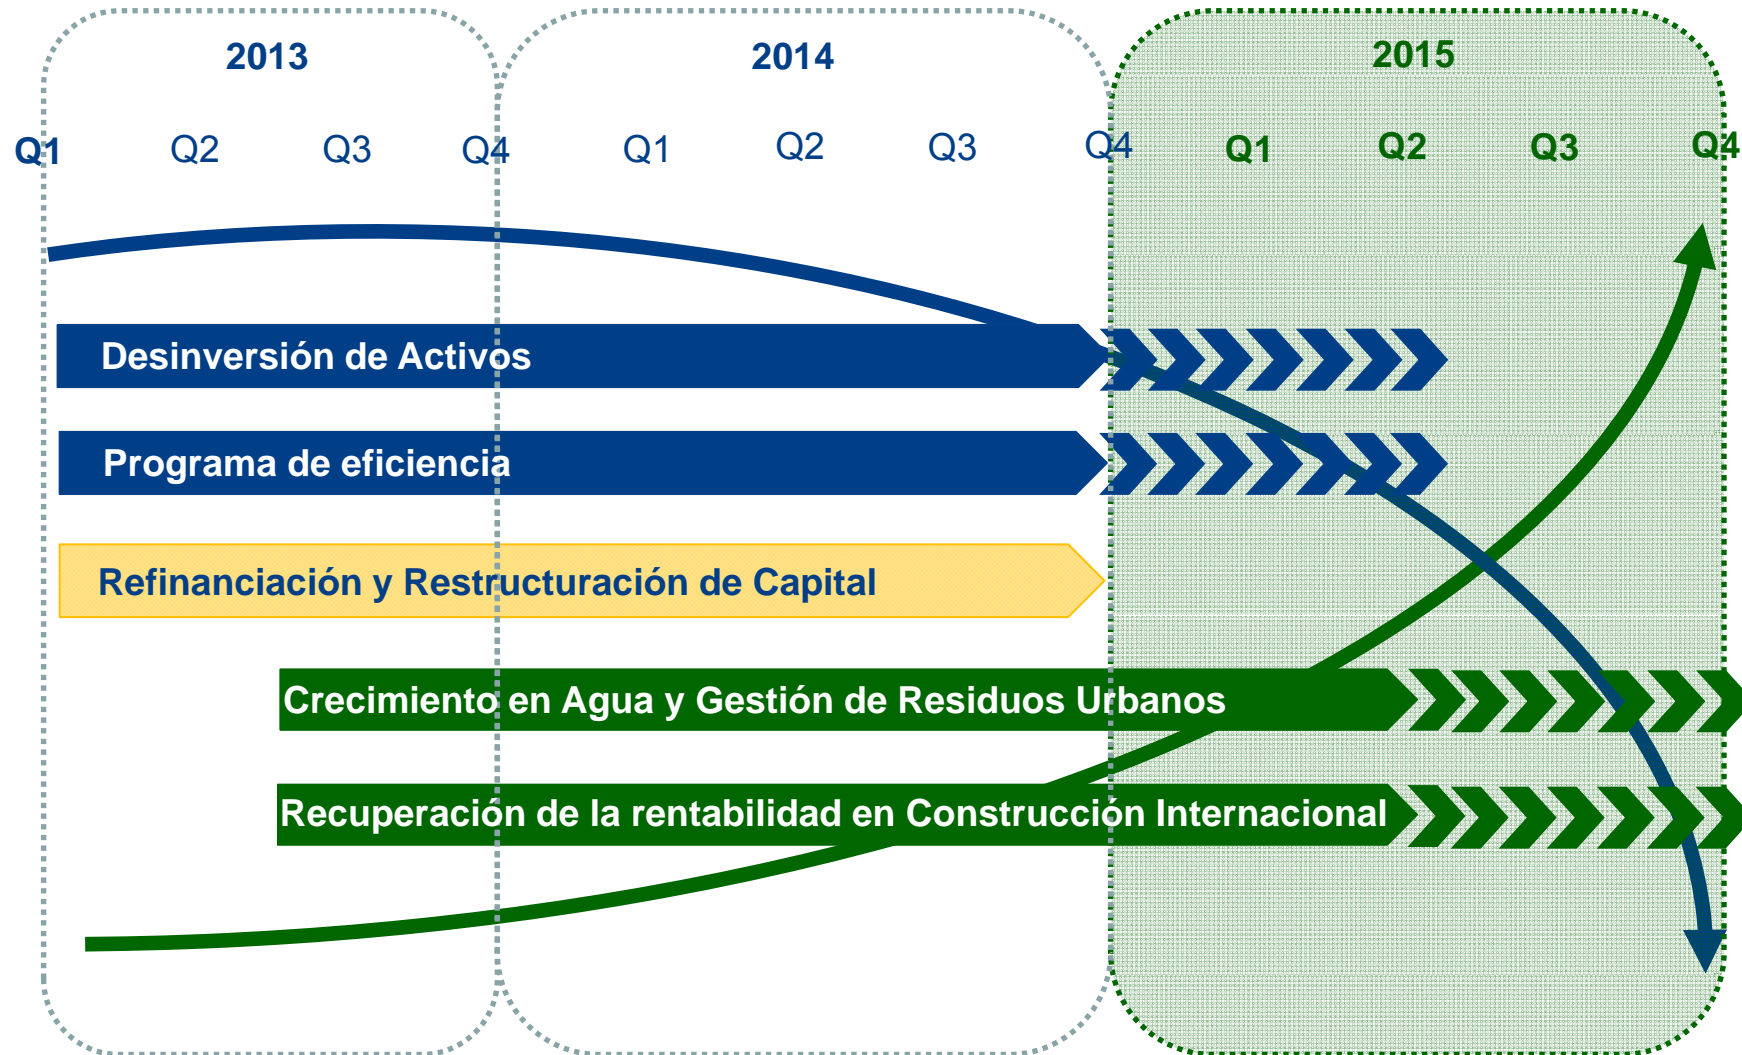 2013 2014 2015
Q1 Q2 Q3 Q4 Q1 Q2 Q3 Q4 Q1 Q2 Q3 Q4
Desinversión de Activos
Programa de eficiencia
Refinanciación y Restructuración de Capital
Crecimiento en Agua y Gestión de Residuos Urbanos
Recuperación de la rentabilidad en Construcción Internacional